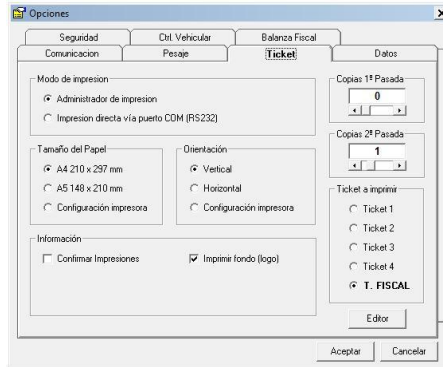 Opciones
Seguridad Ctrl. Vehicular Balanza Fiscal
Comunicacion Pesaje Ticket Datos
Modo de impresion
Administrador de impresion
Impresion directa vía puerto COM (RS232)
Copias 1ª Pasada
0
Copias 2ª Pasada
1
Tamaño del Papel
A4 210 x 297 mm
A5 148 x 210 mm
Configuración impresora
Orientación
Vertical
Horizontal
Configuración impresora
Ticket a imprimir
Ticket 1
Ticket 2
Ticket 3
Ticket 4
T. FISCAL
Información
Confirmar Impresiones Imprimir fondo (logo)
Editor
Aceptar Cancelar